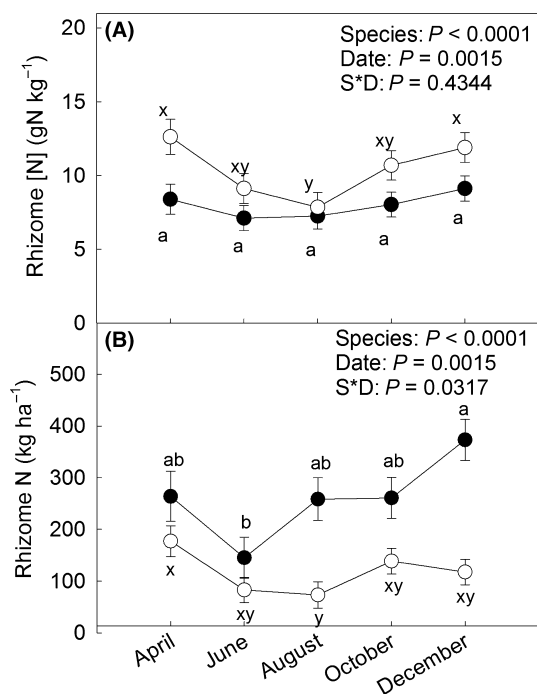 (A)
Species: P < 0.0001
Date: P = 0.0015
S*D: P = 0.4344
Rhizome [N] (gN kg⁻¹)
20
15
10
5
0
x
xy
y
xy
x
a
a
a
a
a
(B)
Species: P < 0.0001
Date: P = 0.0015
S*D: P = 0.0317
Rhizome N (kg ha⁻¹)
500
400
300
200
100
0
ab
b
ab
ab
a
x
xy
y
xy
xy
April
June
August
October
December